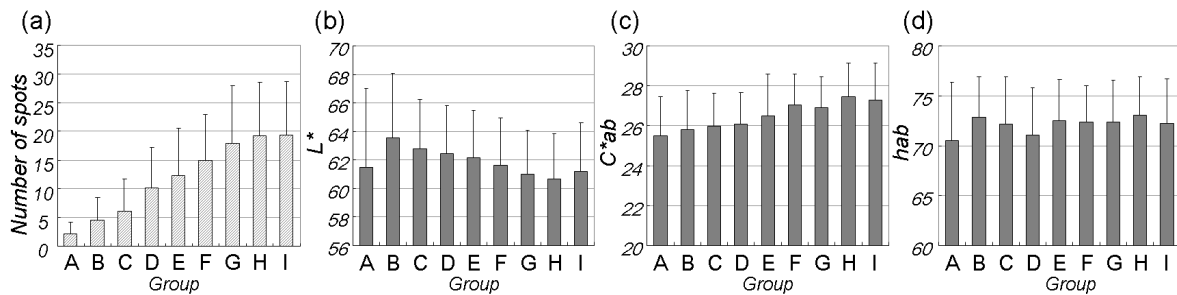 (a)
Number of spots
35
30
25
20
15
10
5
0
A B C D E F G H I
Group
(b)
L*
70
68
66
64
62
60
58
56
A B C D E F G H I
Group
(c)
C*ab
30
28
26
24
22
20
A B C D E F G H I
Group
(d)
hab
80
75
70
65
60
A B C D E F G H I
Group